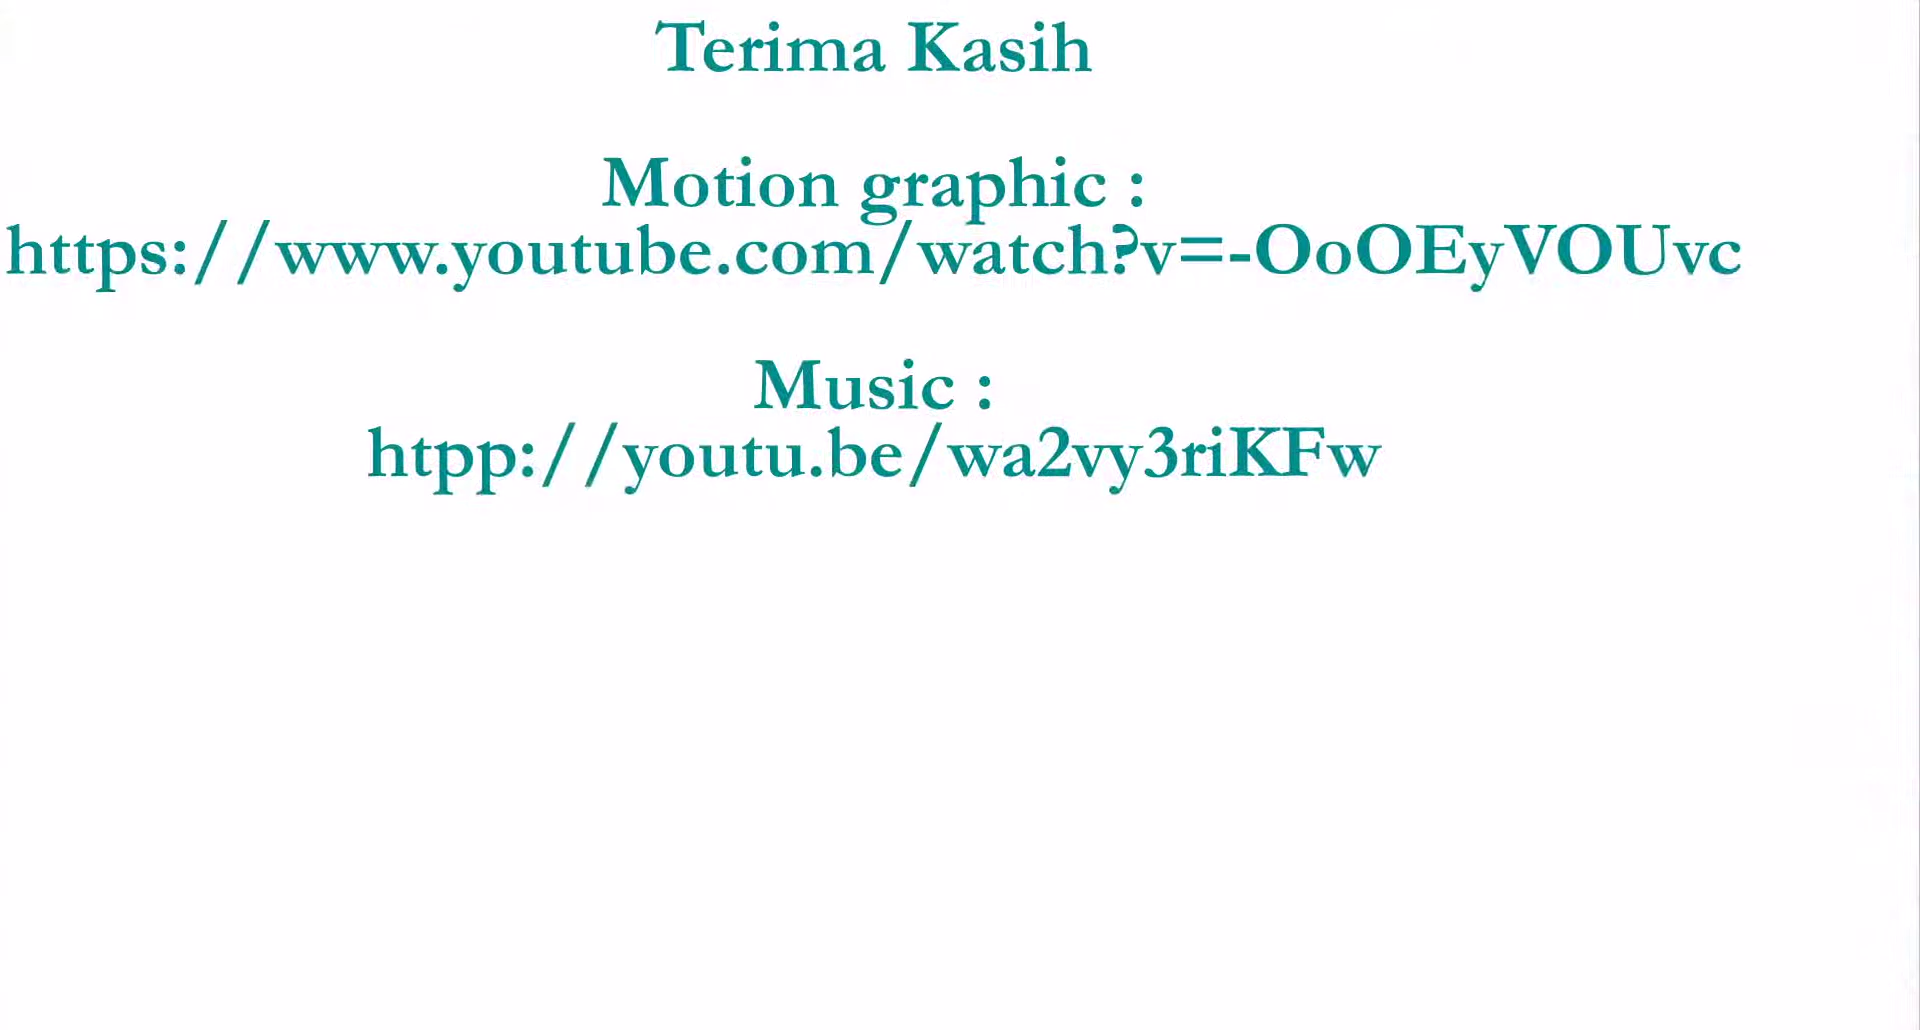 Terima Kasih
Motion graphic :
https://www.youtube.com/watch?v=-OoOEyVOUvc
Music :
htpp://youtu.be/wa2vy3riKFw